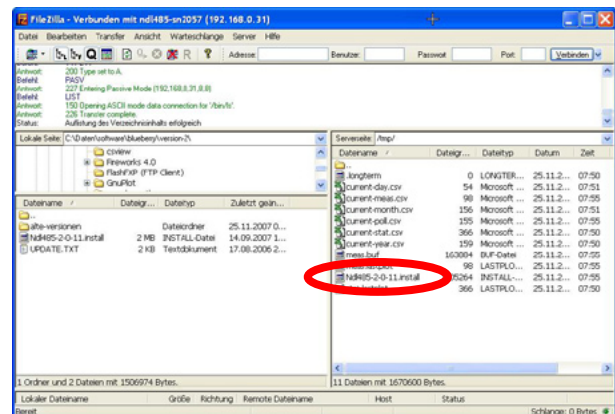 FileZilla - Verbunden mit ndl485-sn2057 (192.168.0.31)
Datei Bearbeiten Transfer Ansicht Warteschlange Server Hilfe
Adresse: Benutzer: Passwort Port: Verbinden
Antwort: 200 Type set to A.
Befehl: PASV
Antwort: 227 Entering Passive Mode (192,168,0,31,8,8)
Befehl: LIST
Antwort: 150 Opening ASCII mode data connection for '/bin/ls'.
Antwort: 226 Transfer complete.
Status: Auflistung des Verzeichnisinhalts erfolgreich
Lokale Seite: C:\Daten\software\blueberry\version-2\
csview
Fireworks 4.0
FlashFXP (FTP Client)
GnuPlot
Dateiname / Dateigr... Dateityp Zuletzt geän...
..
alte-versionen Dateiordner 25.11.2007 0...
Ndl485-2-0-11.install 2 MB INSTALL-Datei 14.09.2007 1...
UPDATE.TXT 2 KB Textdokument 17.08.2006 2...
1 Ordner und 2 Dateien mit 1506974 Bytes.
Serverseite: /tmp/
Dateiname / Dateigr... Dateityp Datum Zeit
..
.longterm 0 LONGTER... 25.11.2... 07:50
current-day.csv 54 Microsoft ... 25.11.2... 07:51
current-meas.csv 98 Microsoft ... 25.11.2... 07:55
current-month.csv 156 Microsoft ... 25.11.2... 07:51
current-poll.csv 155 Microsoft ... 25.11.2... 07:55
current-stat.csv 366 Microsoft ... 25.11.2... 07:50
current-year.csv 159 Microsoft ... 25.11.2... 07:50
meas.buf 163004 BUF-Datei 25.11.2... 07:55
98 LASTPLO... 25.11.2... 07:55
Ndl485-2-0-11.install 05264 INSTALL-... 25.11.2... 07:55
366 LASTPLO... 25.11.2... 07:50
11 Dateien mit 1670600 Bytes.
Lokaler Dateiname Größe Richtung Remote Dateiname Host Status
Bereit Schlange: 0 Bytes